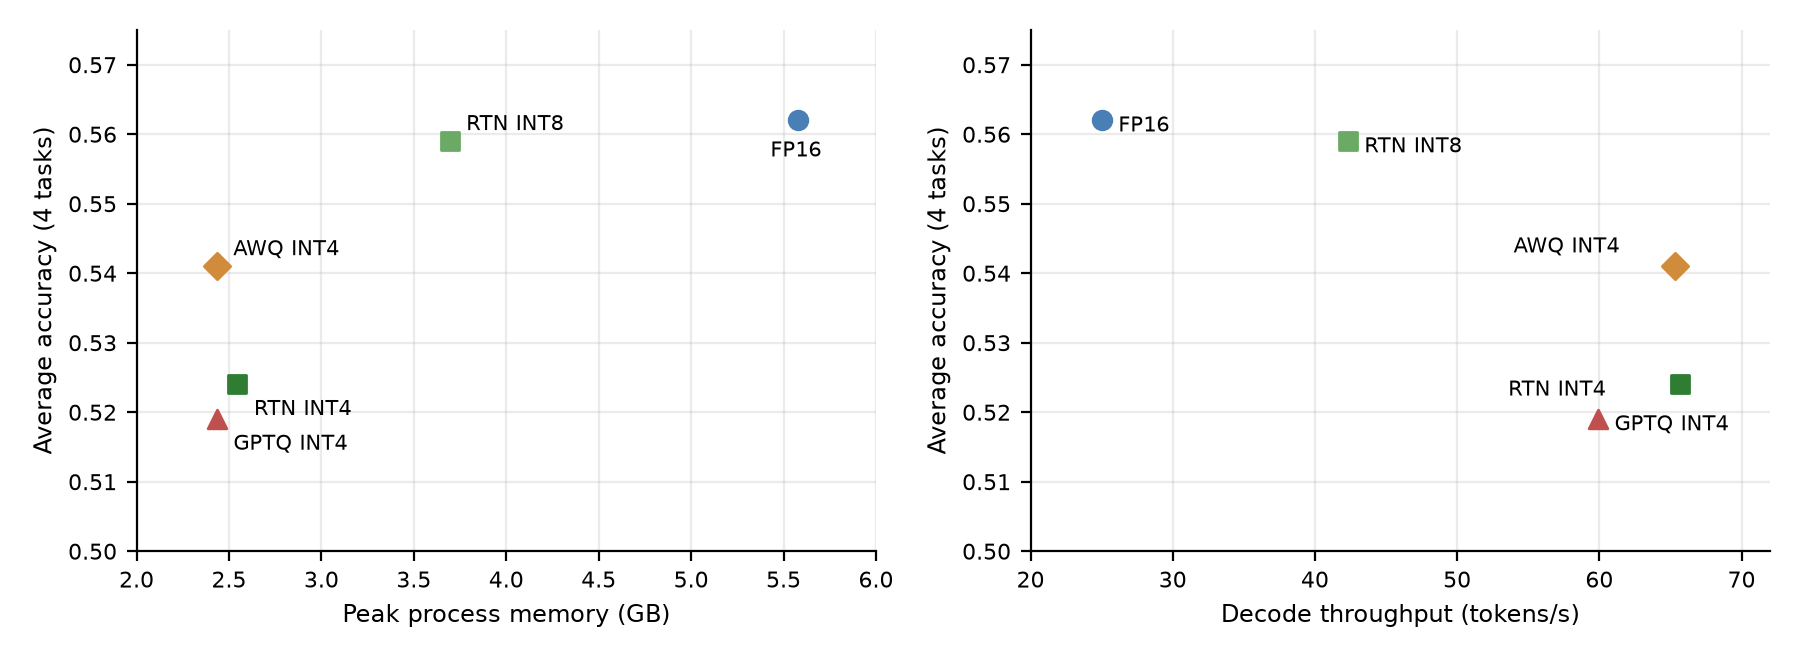 0.57
0.56
0.55
0.54
0.53
0.52
0.51
0.50
Average accuracy (4 tasks)
RTN INT8
FP16
AWQ INT4
RTN INT4
GPTQ INT4
2.0 2.5 3.0 3.5 4.0 4.5 5.0 5.5 6.0
Peak process memory (GB)
0.57
0.56
0.55
0.54
0.53
0.52
0.51
0.50
Average accuracy (4 tasks)
FP16
RTN INT8
AWQ INT4
RTN INT4
GPTQ INT4
20 30 40 50 60 70
Decode throughput (tokens/s)